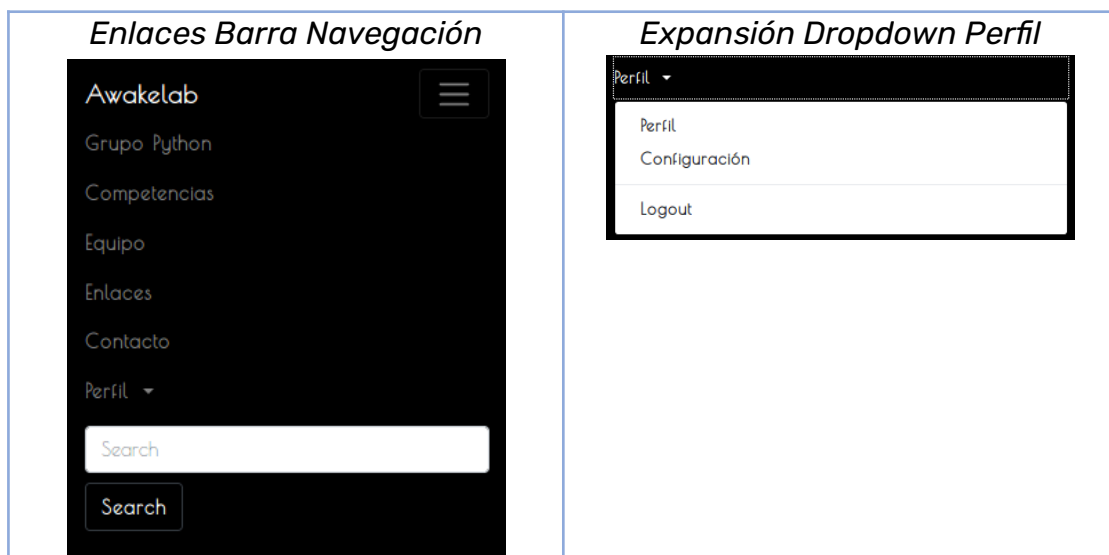 Enlaces Barra Navegación
Awakelab
Grupo Python
Competencias
Equipo
Enlaces
Contacto
Perfil
Search
Search
Expansión Dropdown Perfil
Perfil
Perfil
Configuración
Logout